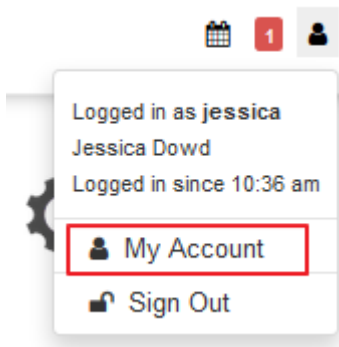 1
Logged in as jessica
Jessica Dowd
Logged in since 10:36 am
My Account
Sign Out